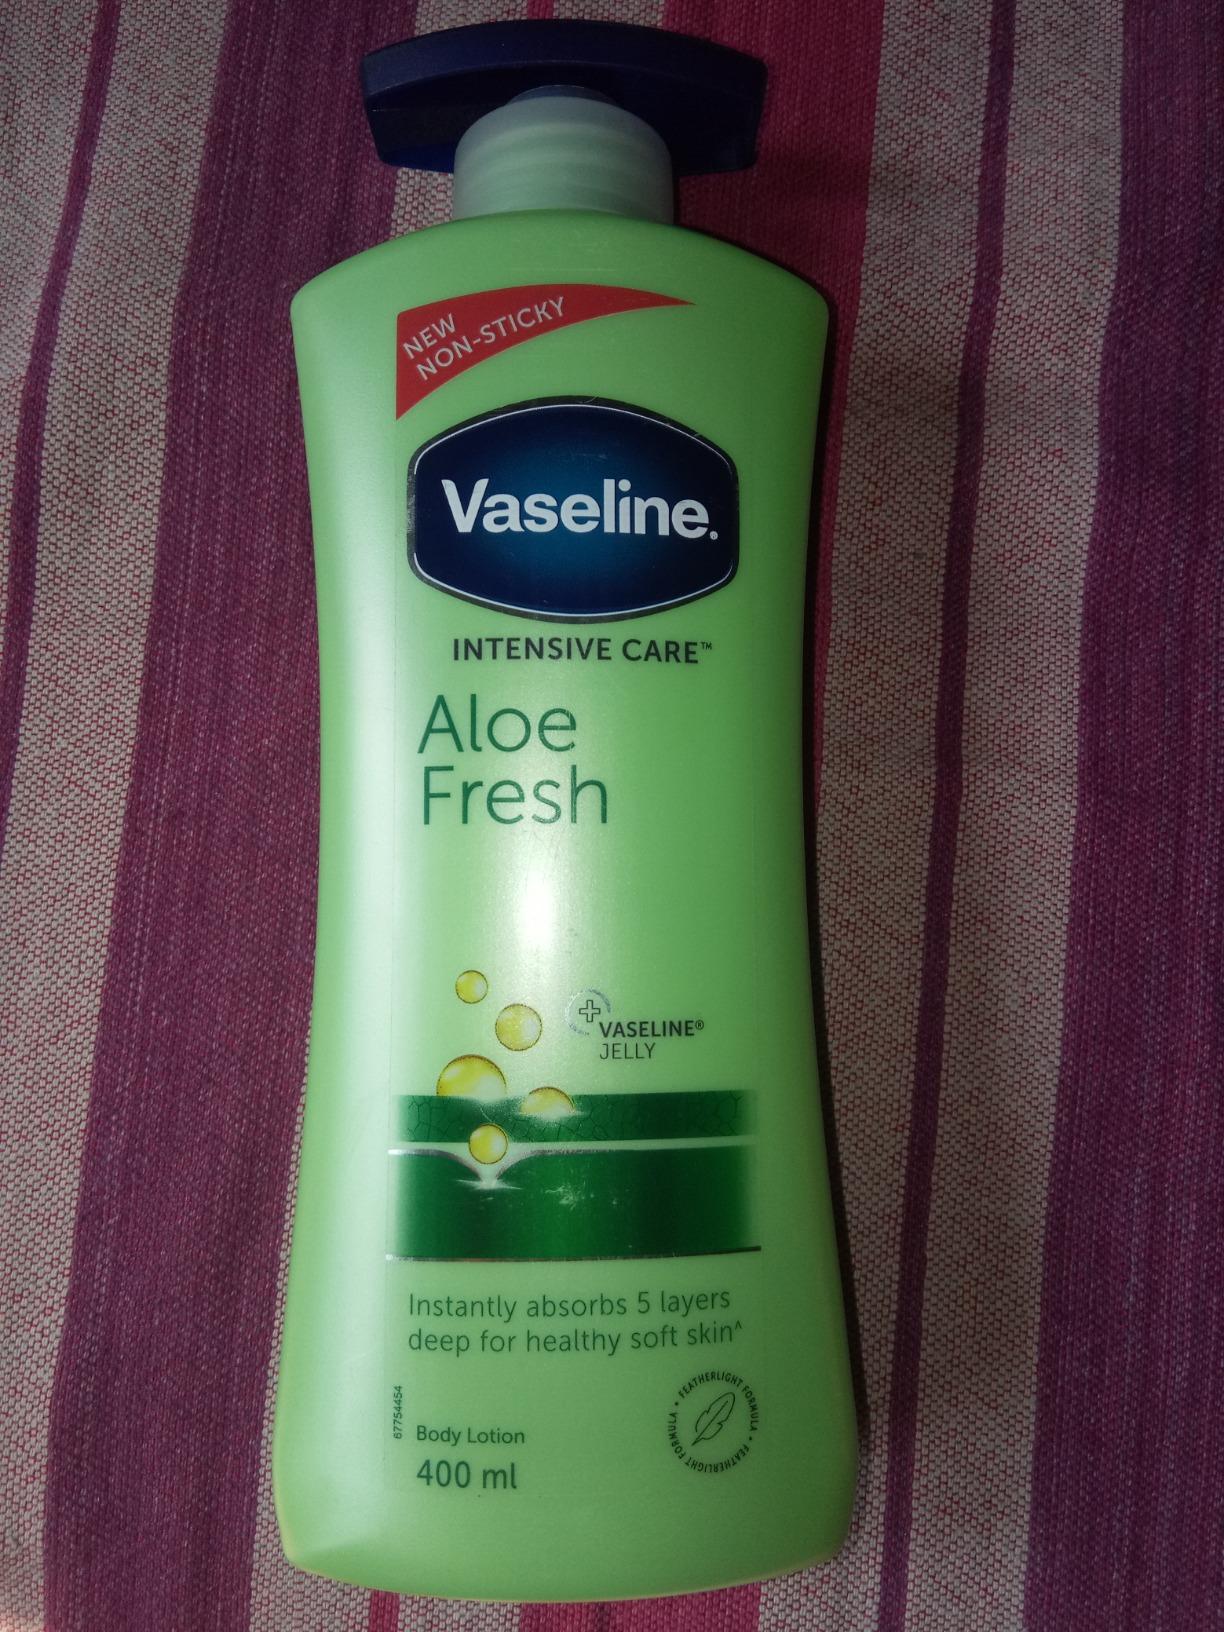 NEW
NON-STICKY
Vaseline®
INTENSIVE CARE™
Aloe
Fresh
VASELINE®
JELLY
Instantly absorbs 5 layers
deep for healthy soft skin^
67754454
Body Lotion
400 ml
FEATHERLIGHT FORMULA • FEATHERLIGHT FORMULA •